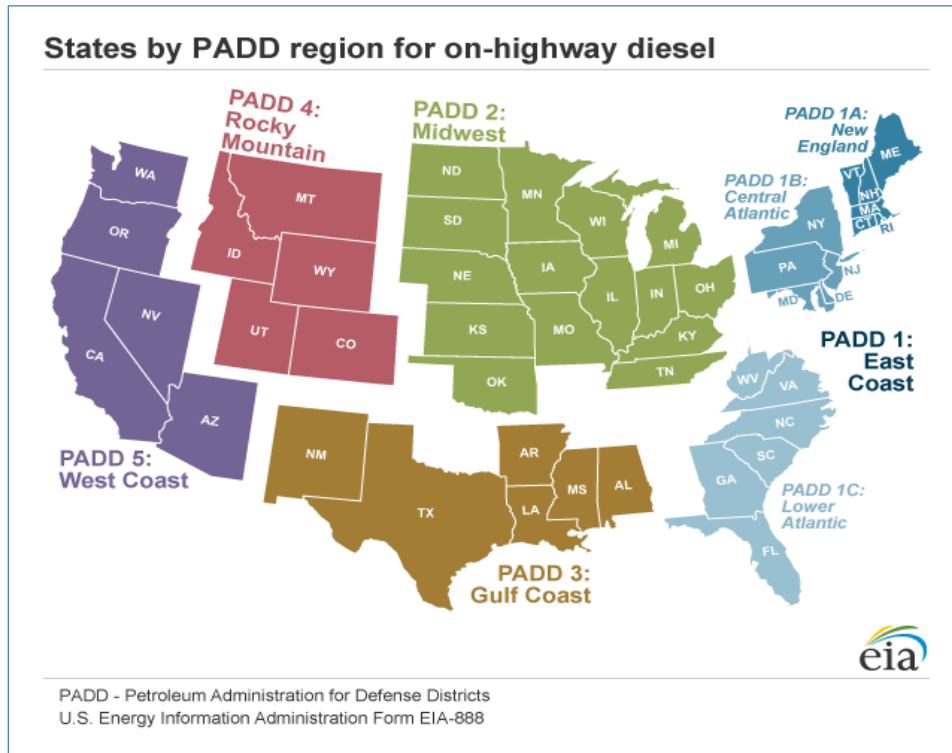 States by PADD region for on-highway diesel
PADD 4:
Rocky
Mountain
PADD 2:
Midwest
PADD 1A:
New
England
PADD 1B:
Central
Atlantic
WA
OR
CA
NV
AZ
PADD 5:
West Coast
MT
ID
WY
UT
CO
ND
SD
NE
KS
OK
MN
IA
MO
WI
IL
MI
IN
OH
KY
TN
ME
VT
NH
MA
CT
RI
NY
PA
NJ
MD
DE
PADD 1:
East
Coast
WV
VA
NC
SC
GA
FL
PADD 1C:
Lower
Atlantic
NM
TX
AR
LA
MS
AL
PADD 3:
Gulf Coast
eia
PADD - Petroleum Administration for Defense Districts
U.S. Energy Information Administration Form EIA-888